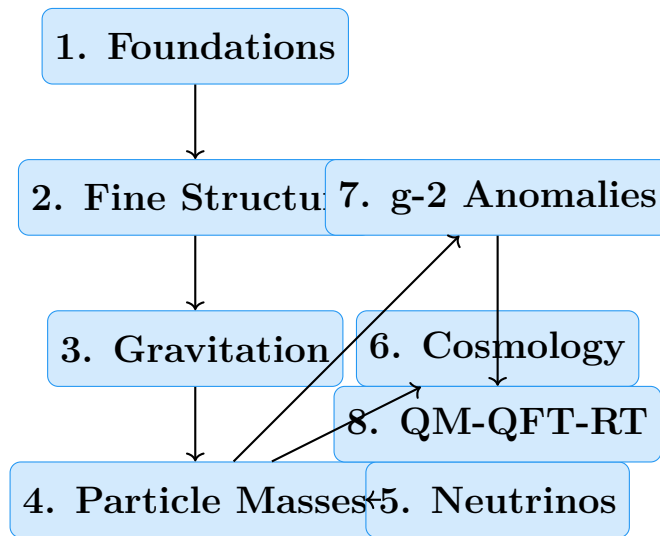 1. Foundations
2. Fine Structu
7. g-2 Anomalies
3. Gravitation
6. Cosmology
8. QM-QFT-RT
4. Particle Masses
5. Neutrinos